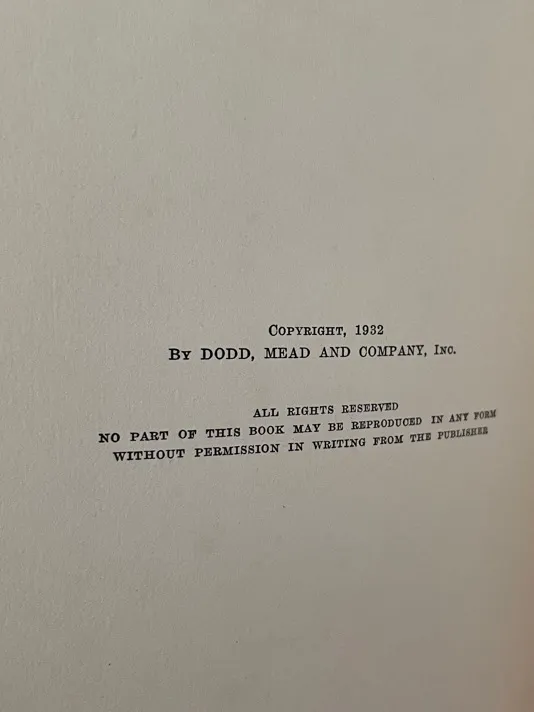 Copyright, 1932
By DODD, MEAD AND COMPANY, Inc.
ALL RIGHTS RESERVED
NO PART OF THIS BOOK MAY BE REPRODUCED IN ANY FORM
WITHOUT PERMISSION IN WRITING FROM THE PUBLISHER